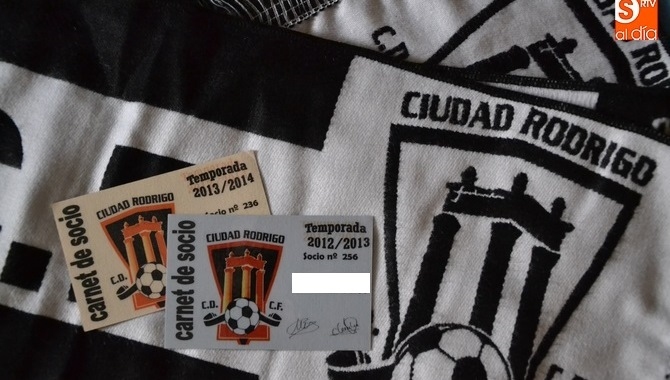 S RTV
al día
C.
CIUDAD RODRIGO
carnet de socio
CIUDAD RODRIGO
Temporada
2013/2014
Socio nº 236
C.D.
carnet de socio
CIUDAD RODRIGO
C.D.
C.F.
Temporada
2012/2013
Socio nº 256